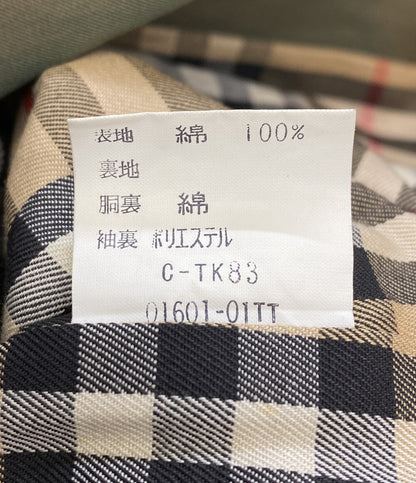 表地 綿 100%
裏地
胴裏 綿
袖裏 ポリエステル
C-TK83
01601-01TT